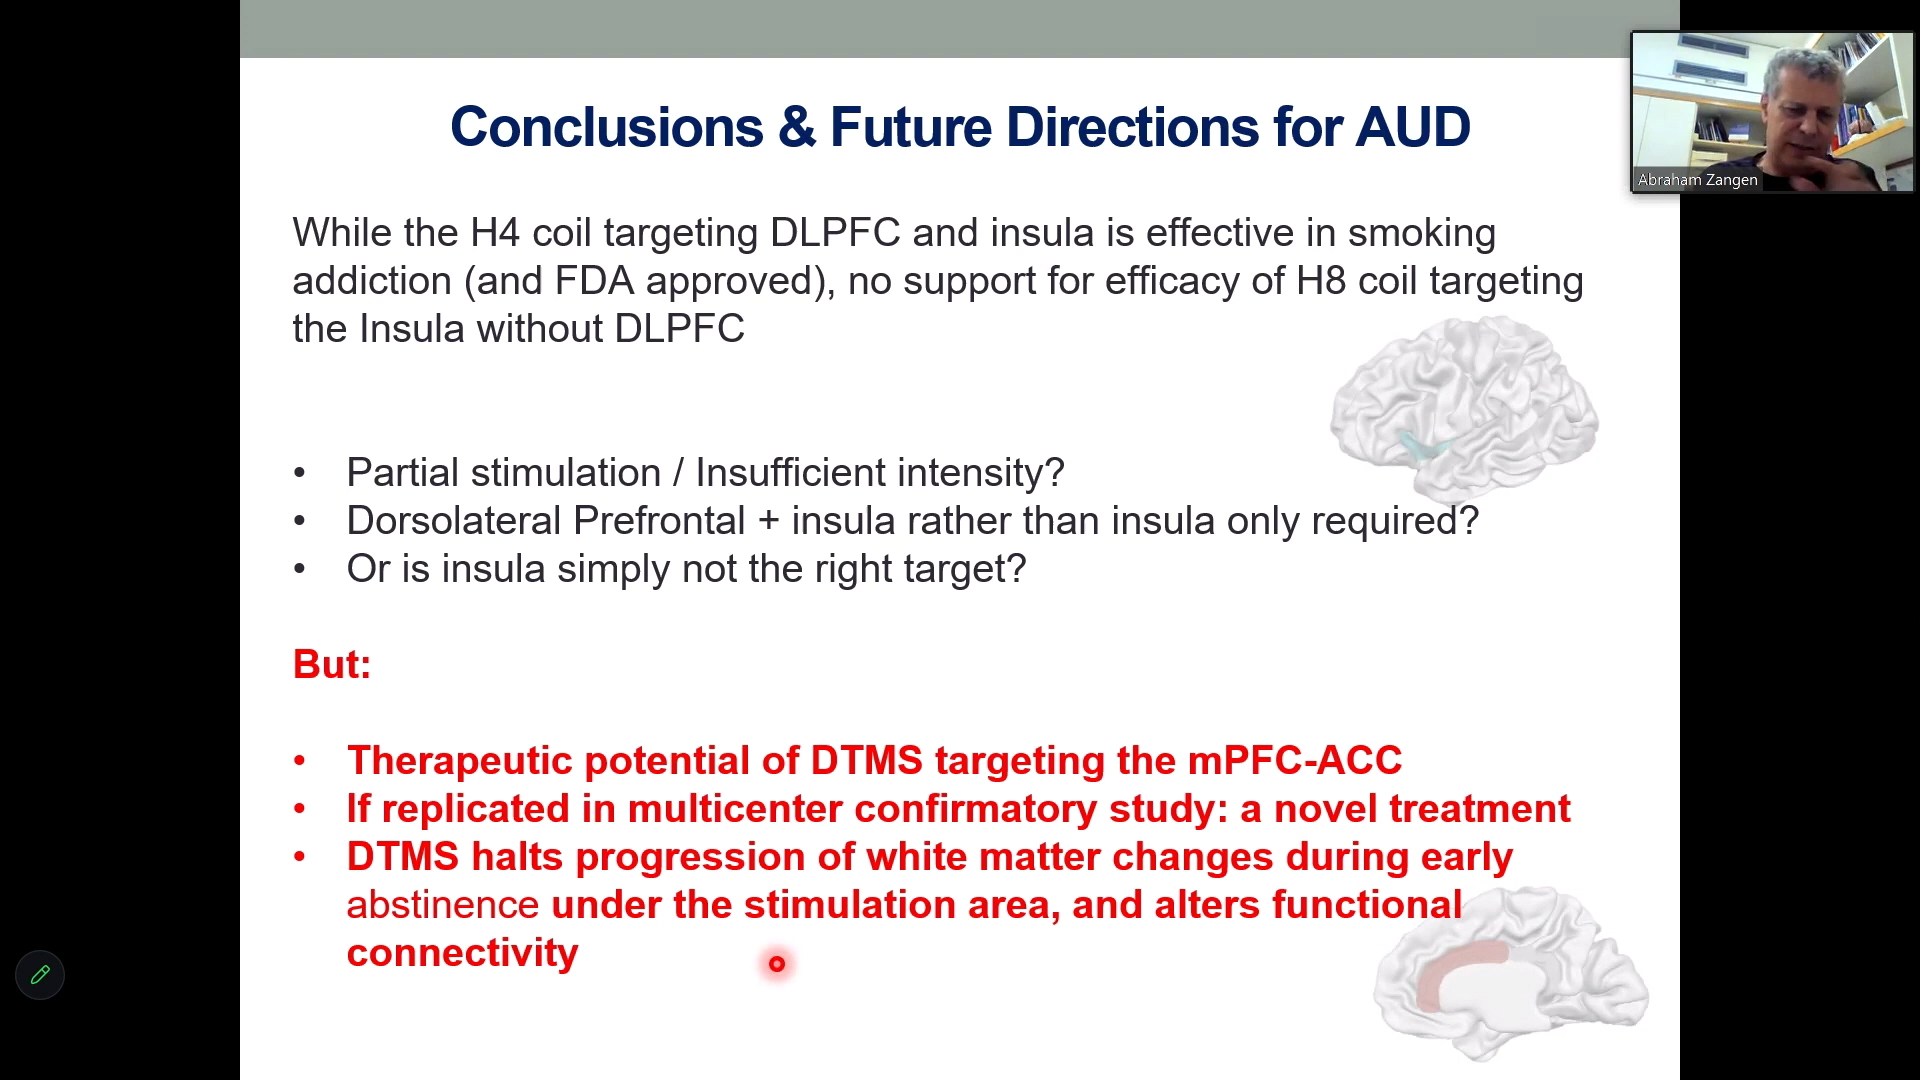 Conclusions & Future Directions for AUD
Abraham Zangen
While the H4 coil targeting DLPFC and insula is effective in smoking
addiction (and FDA approved), no support for efficacy of H8 coil targeting
the Insula without DLPFC
• Partial stimulation / Insufficient intensity?
• Dorsolateral Prefrontal + insula rather than insula only required?
• Or is insula simply not the right target?
But:
• Therapeutic potential of DTMS targeting the mPFC-ACC
• If replicated in multicenter confirmatory study: a novel treatment
• DTMS halts progression of white matter changes during early
abstinence under the stimulation area, and alters functional
connectivity